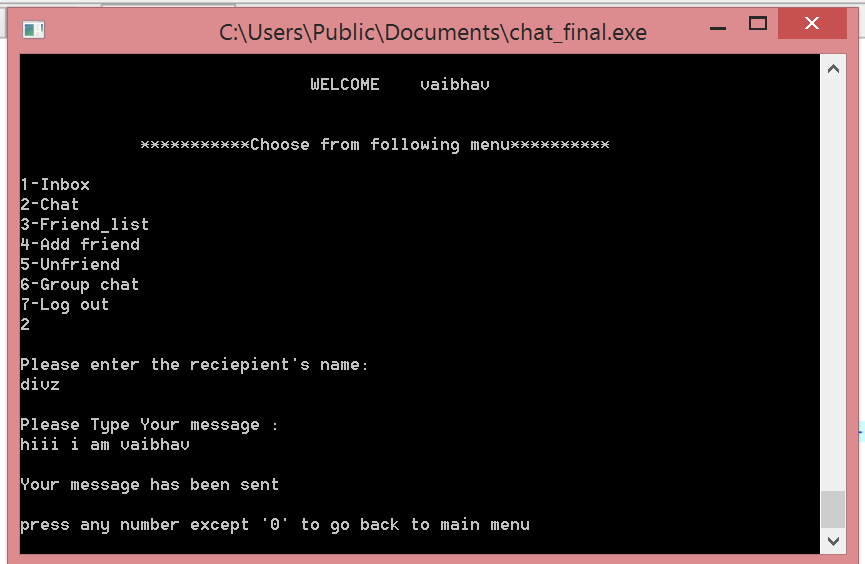 C:\Users\Public\Documents\chat_final.exe
WELCOME vaibhav
***********Choose from following menu**********
1-Inbox
2-Chat
3-Friend_list
4-Add friend
5-Unfriend
6-Group chat
7-Log out
2
Please enter the reciepient's name:
divz
Please Type Your message :
hiii i am vaibhav
Your message has been sent
press any number except '0' to go back to main menu